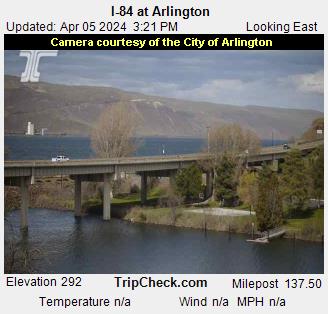 I-84 at Arlington
Updated: Apr 05 2024 3:21 PM Looking East
Camera courtesy of the City of Arlington
Elevation 292 TripCheck.com Milepost 137.50
Temperature n/a Wind n/a MPH n/a